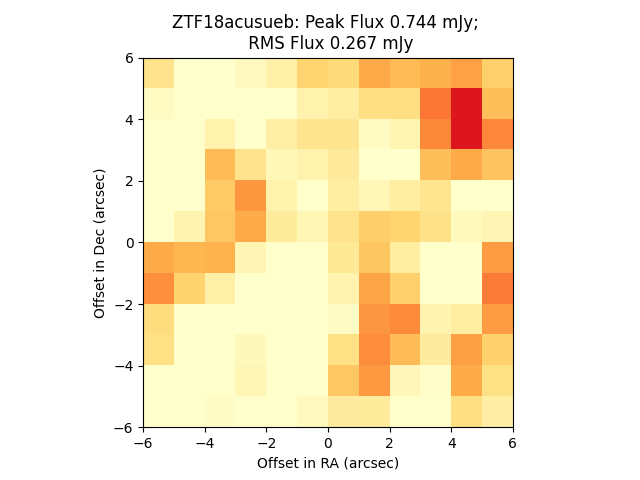 ZTF18acusueb: Peak Flux 0.744 mJy;
RMS Flux 0.267 mJy
6
4
2
0
−2
−4
−6
Offset in Dec (arcsec)
−6 −4 −2 0 2 4 6
Offset in RA (arcsec)